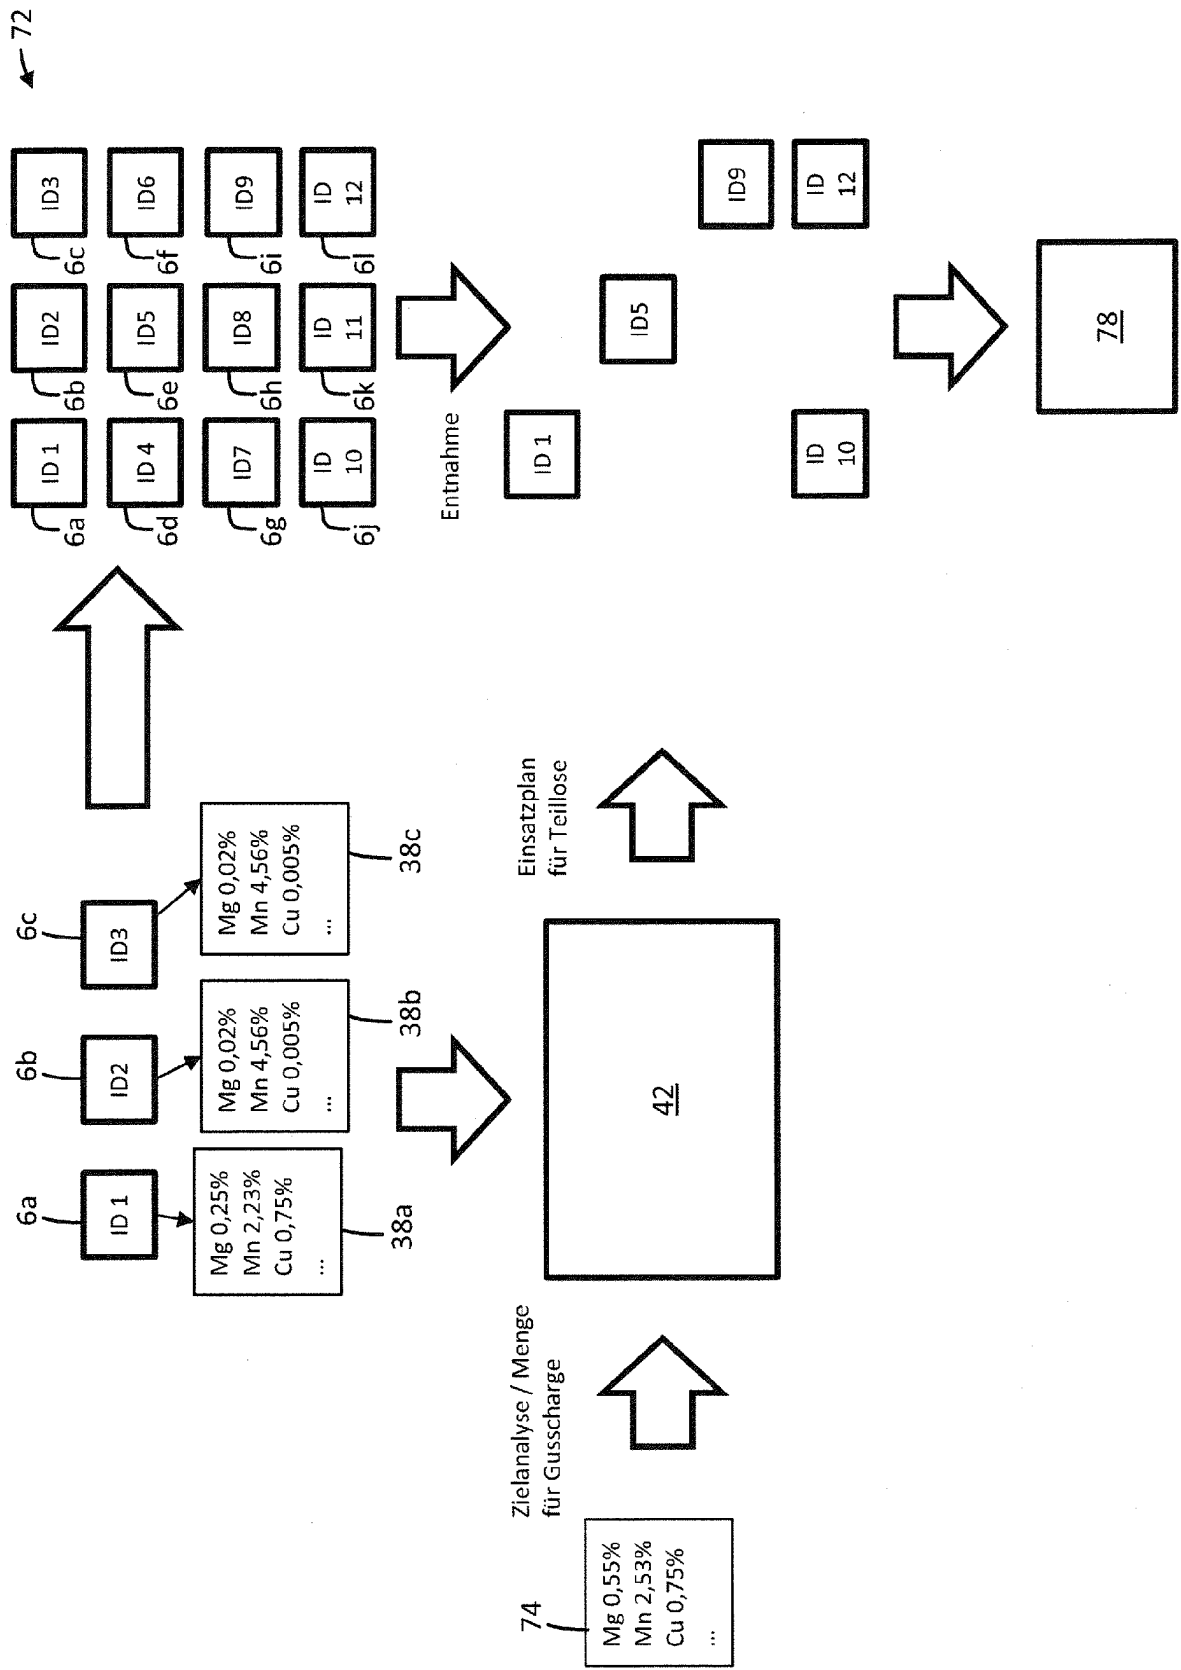 72
6a
6b
6c
ID 1
ID2
ID3
Mg 0,25%
Mn 2,23%
Cu 0,75%
...
38a
Mg 0,02%
Mn 4,56%
Cu 0,005%
...
38b
Mg 0,02%
Mn 4,56%
Cu 0,005%
...
38c
ID 1
6a
ID2
6b
ID3
6c
ID 4
6d
ID5
6e
ID6
6f
ID7
6g
ID8
6h
ID9
6i
ID
10
6j
ID
11
6k
ID
12
6l
74
Mg 0,55%
Mn 2,53%
Cu 0,75%
...
Zielanalyse / Menge
für Gusscharge
42
Einsatzplan
für Teillose
Entnahme
ID 1
ID5
ID9
ID
10
ID
12
78